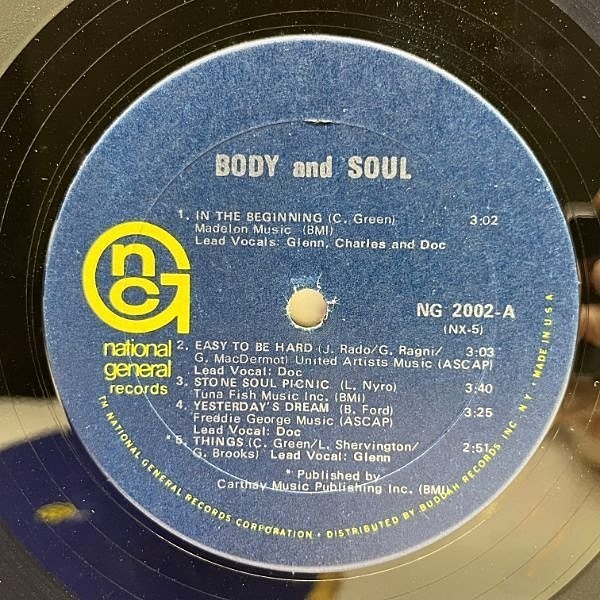 BODY and SOUL
1. IN THE BEGINNING (C. Green) 3:02
Madelon Music (BMI)
Lead Vocals: Glenn, Charles and Doc
ncG
national
general
records
NG 2002-A
(NX-5)
2. EASY TO BE HARD (J. Rado/G. Ragni/ 3:03
G. MacDermot) United Artists Music (ASCAP)
Lead Vocal: Doc
3. STONE SOUL PICNIC (L. Nyro) 3:40
Tuna Fish Music Inc. (BMI)
4. YESTERDAY'S DREAM (B. Ford) 3:25
Freddie George Music (ASCAP)
Lead Vocal: Doc
*5. THINGS (C. Green/L. Shervington/ 2:51
G. Brooks) Lead Vocal: Glenn
* Published by
Carthay Music Publishing Inc. (BMI)
TM NATIONAL GENERAL RECORDS CORPORATION • DISTRIBUTED BY BUDDAH RECORDS INC. N.Y. • MADE IN U S A